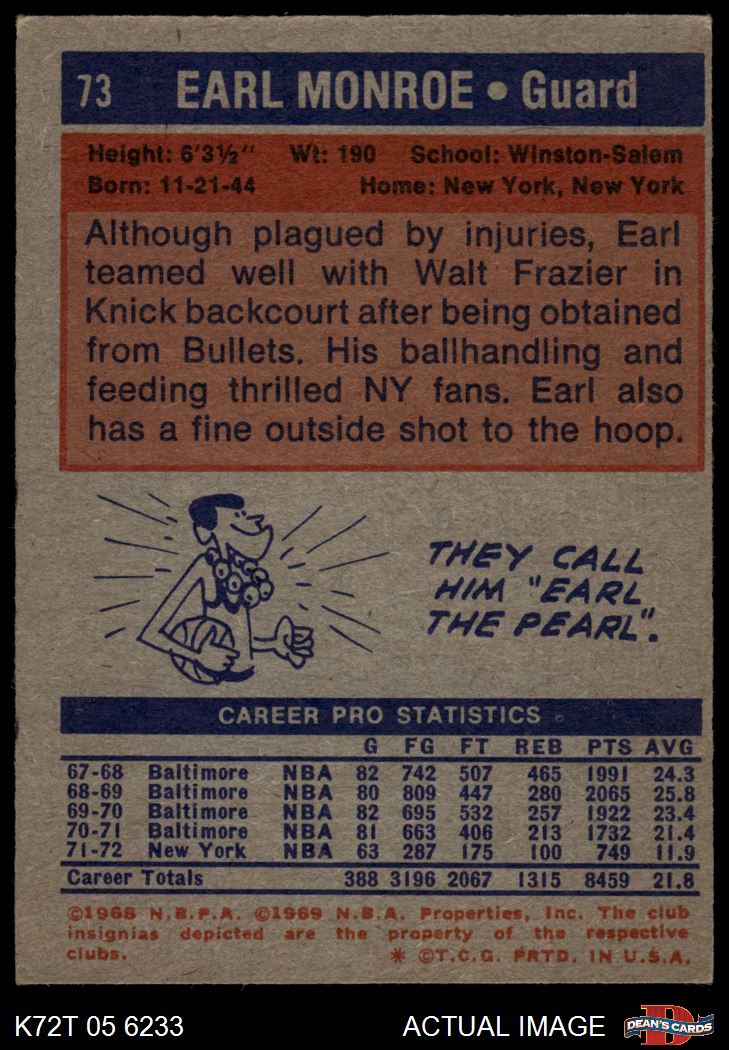 73 EARL MONROE • Guard
Height: 6'3½" Wt: 190 School: Winston-Salem
Born: 11-21-44 Home: New York, New York
Although plagued by injuries, Earl
teamed well with Walt Frazier in
Knick backcourt after being obtained
from Bullets. His ballhandling and
feeding thrilled NY fans. Earl also
has a fine outside shot to the hoop.
THEY CALL
HIM "EARL
THE PEARL".
CAREER PRO STATISTICS
G FG FT REB PTS AVG
67-68 Baltimore NBA 82 742 507 465 1991 24.3
68-69 Baltimore NBA 80 809 447 280 2065 25.8
69-70 Baltimore NBA 82 695 532 257 1922 23.4
70-71 Baltimore NBA 81 663 406 213 1732 21.4
71-72 New York NBA 63 287 175 100 749 11.9
Career Totals 388 3196 2067 1315 8459 21.8
©1968 N.B.P.A. ©1969 N.B.A. Properties, Inc. The club
insignias depicted are the property of the respective
clubs. * ©T.C.G. PRTD. IN U.S.A.
K72T 05 6233 ACTUAL IMAGE D DEAN'S CARDS